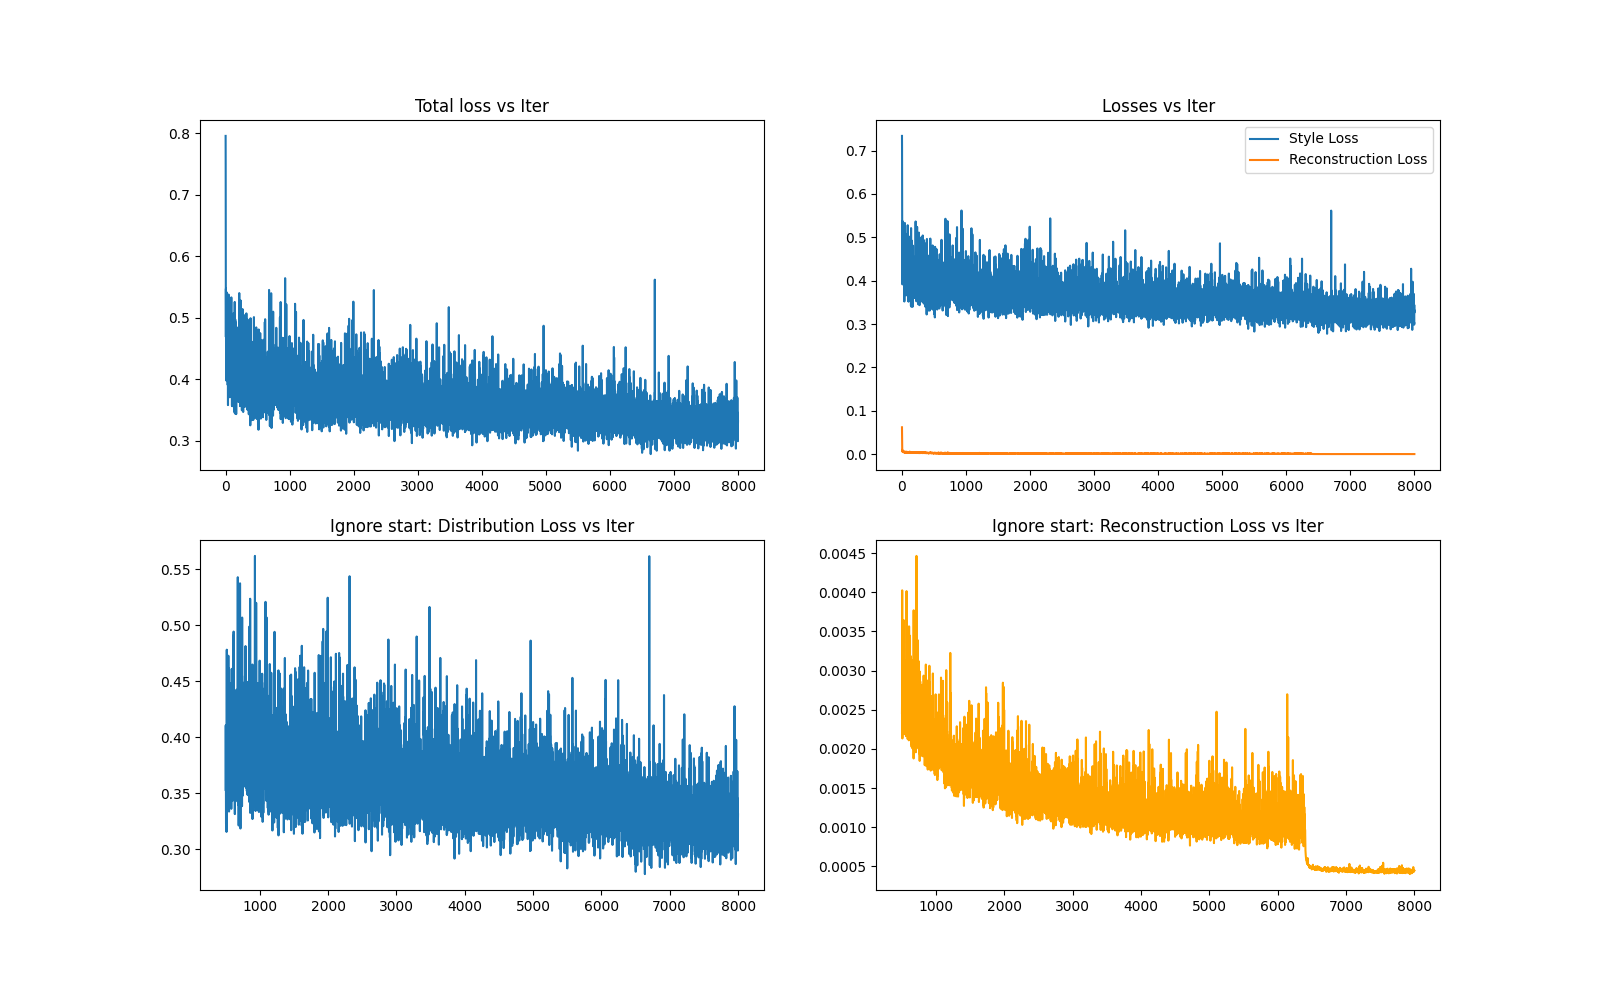 Total loss vs Iter
0.8
0.7
0.6
0.5
0.4
0.3
0 1000 2000 3000 4000 5000 6000 7000 8000
Losses vs Iter
Style Loss
Reconstruction Loss
0.7
0.6
0.5
0.4
0.3
0.2
0.1
0.0
0 1000 2000 3000 4000 5000 6000 7000 8000
Ignore start: Distribution Loss vs Iter
0.55
0.50
0.45
0.40
0.35
0.30
1000 2000 3000 4000 5000 6000 7000 8000
Ignore start: Reconstruction Loss vs Iter
0.0045
0.0040
0.0035
0.0030
0.0025
0.0020
0.0015
0.0010
0.0005
1000 2000 3000 4000 5000 6000 7000 8000